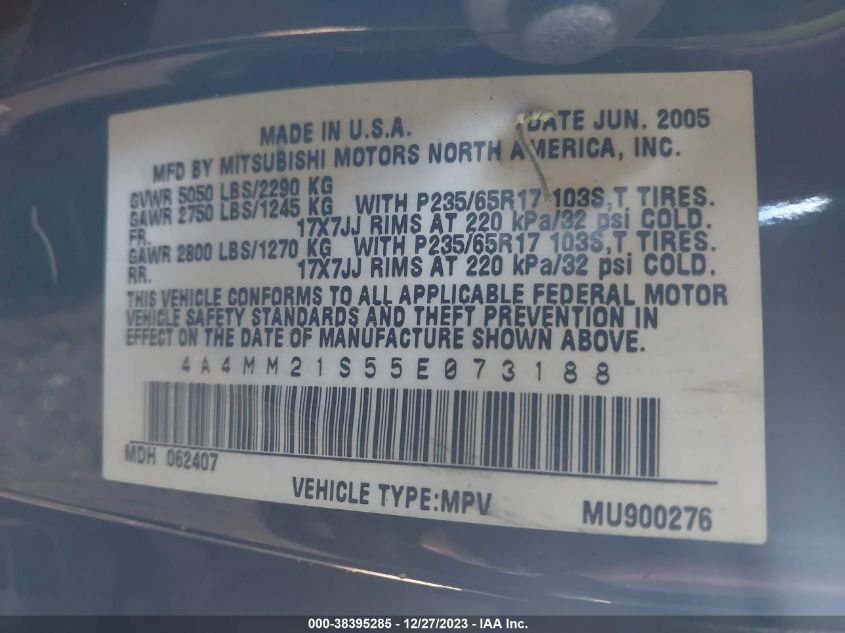 MADE IN U.S.A. DATE JUN. 2005
MFD BY MITSUBISHI MOTORS NORTH AMERICA, INC.
GVWR 5050 LBS/2290 KG
GAWR 2750 LBS/1245 KG WITH P235/65R17 103S,T TIRES.
FR. 17X7JJ RIMS AT 220 kPa/32 psi COLD.
GAWR 2800 LBS/1270 KG WITH P235/65R17 103S,T TIRES.
RR. 17X7JJ RIMS AT 220 kPa/32 psi COLD.
THIS VEHICLE CONFORMS TO ALL APPLICABLE FEDERAL MOTOR
VEHICLE SAFETY STANDARDS AND THEFT PREVENTION IN
EFFECT ON THE DATE OF MANUFACTURE SHOWN ABOVE.
4A4MM21S55E073188
MDH 062407
VEHICLE TYPE:MPV MU900276
000-38395285 - 12/27/2023 - IAA Inc.